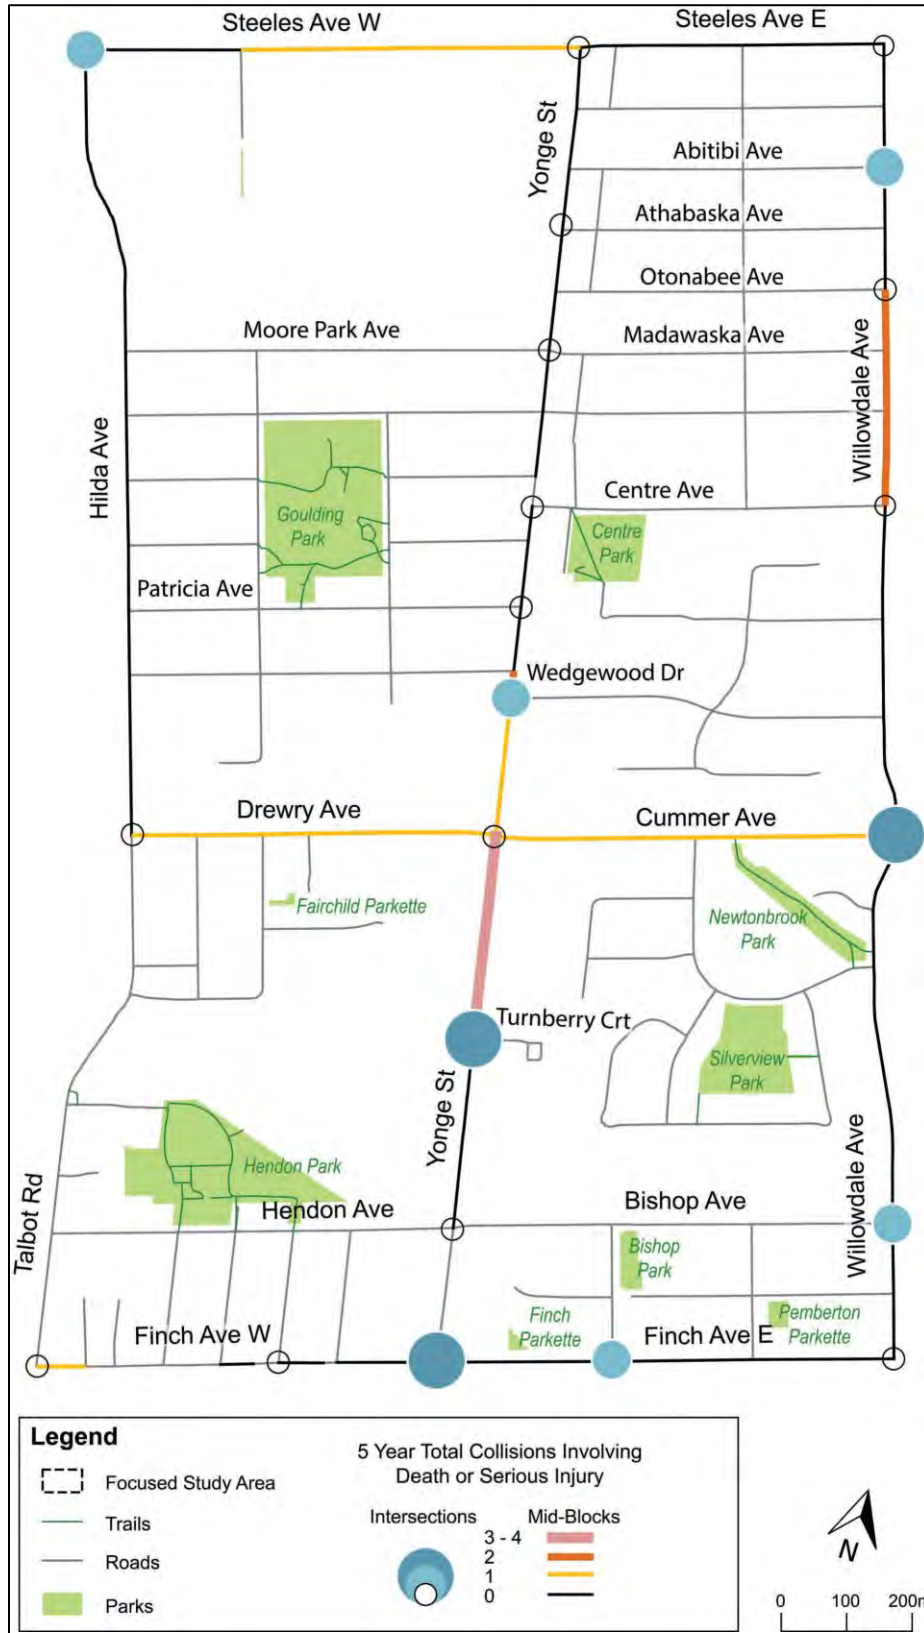 Steeles Ave W
Steeles Ave E
Yonge St
Abitibi Ave
Athabaska Ave
Otonabee Ave
Moore Park Ave
Madawaska Ave
Willowdale Ave
Hilda Ave
Centre Ave
Goulding
Park
Centre
Park
Patricia Ave
Wedgewood Dr
Drewry Ave
Cummer Ave
Fairchild Parkette
Newtonbrook
Park
Turnberry Crt
Silverview
Park
Yonge St
Talbot Rd
Hendon Park
Hendon Ave
Bishop Ave
Willowdale Ave
Bishop
Park
Finch
Parkette
Pemberton
Parkette
Finch Ave W
Finch Ave E
Legend
Focused Study Area
Trails
Roads
Parks
5 Year Total Collisions Involving
Death or Serious Injury
Intersections
Mid-Blocks
3 - 4
2
1
0
N
0 100 200m